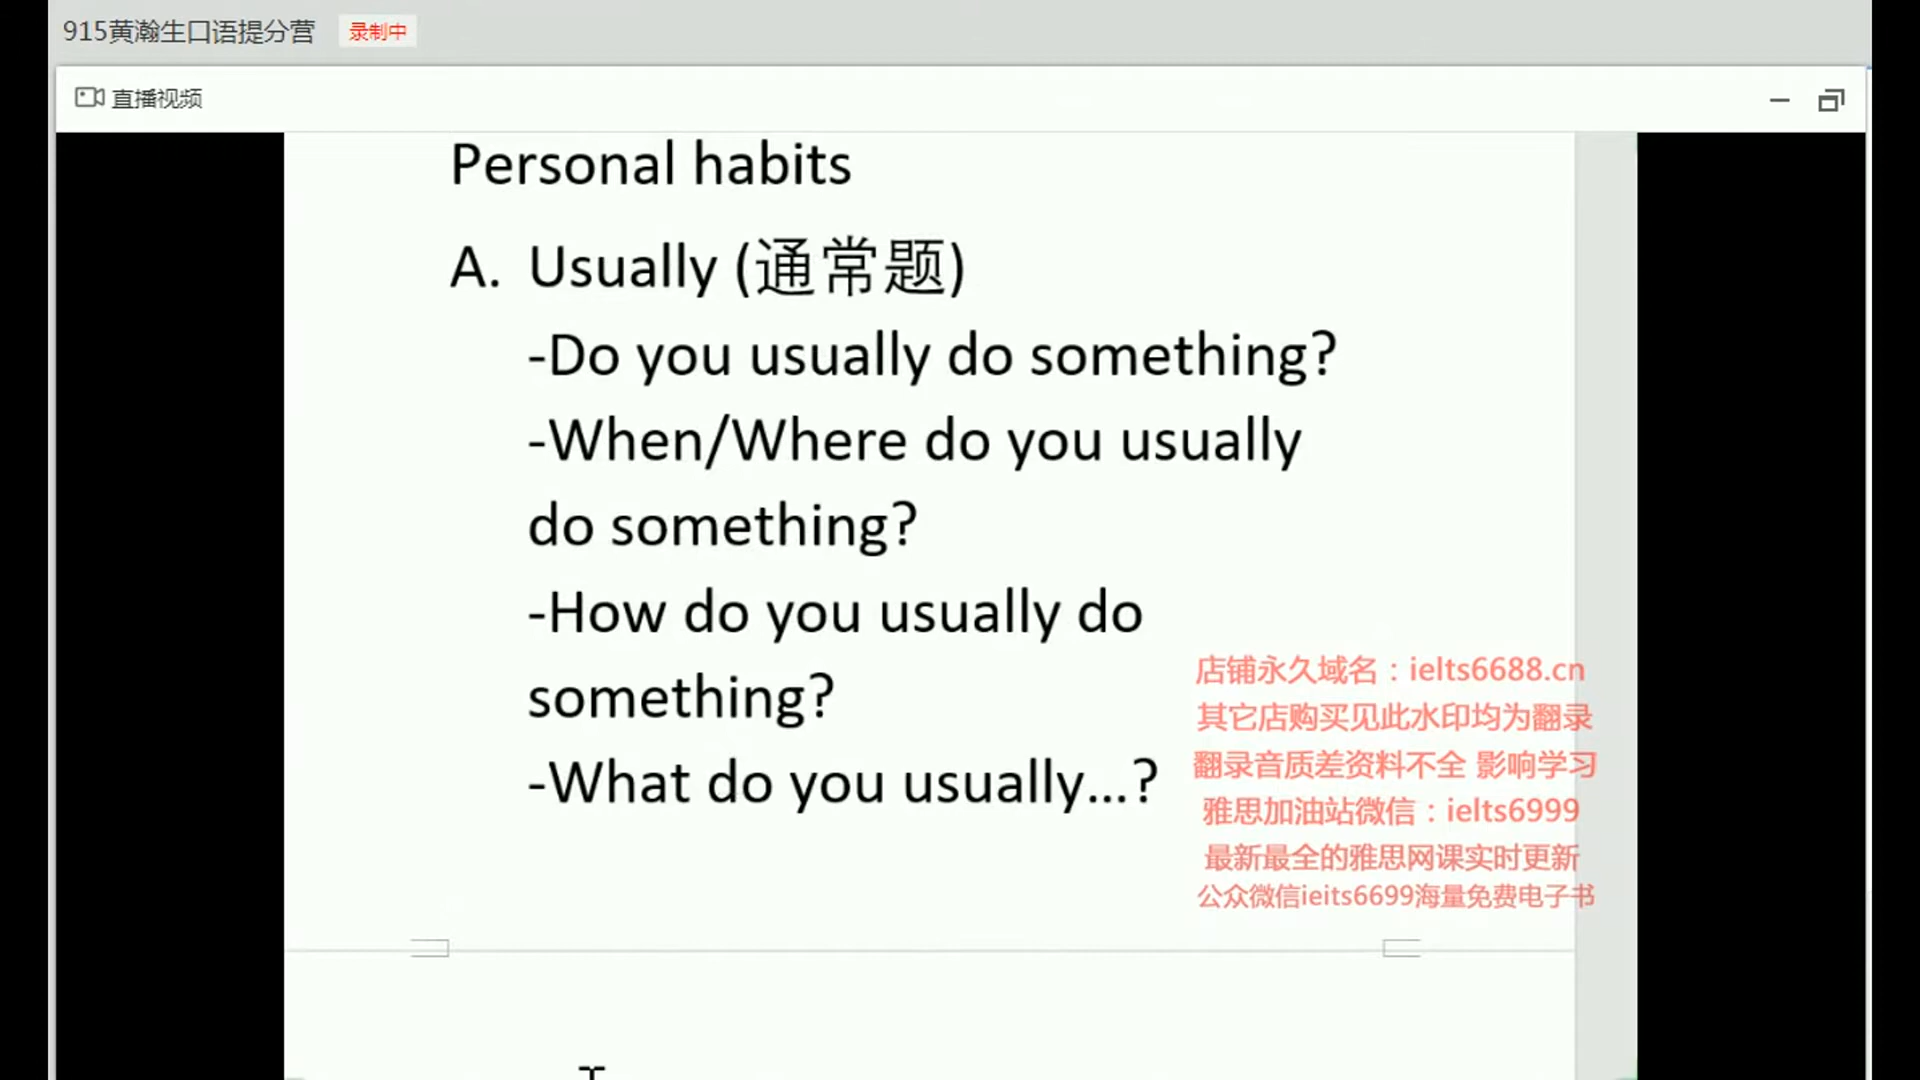 915黄瀚生口语提分营 录制中
直播视频
Personal habits
A. Usually (通常题)
-Do you usually do something?
-When/Where do you usually
do something?
-How do you usually do
something?
-What do you usually...?
店铺永久域名：ielts6688.cn
其它店购买见此水印均为翻录
翻录音质差资料不全 影响学习
雅思加油站微信：ielts6999
最新最全的雅思网课实时更新
公众微信ieits6699海量免费电子书